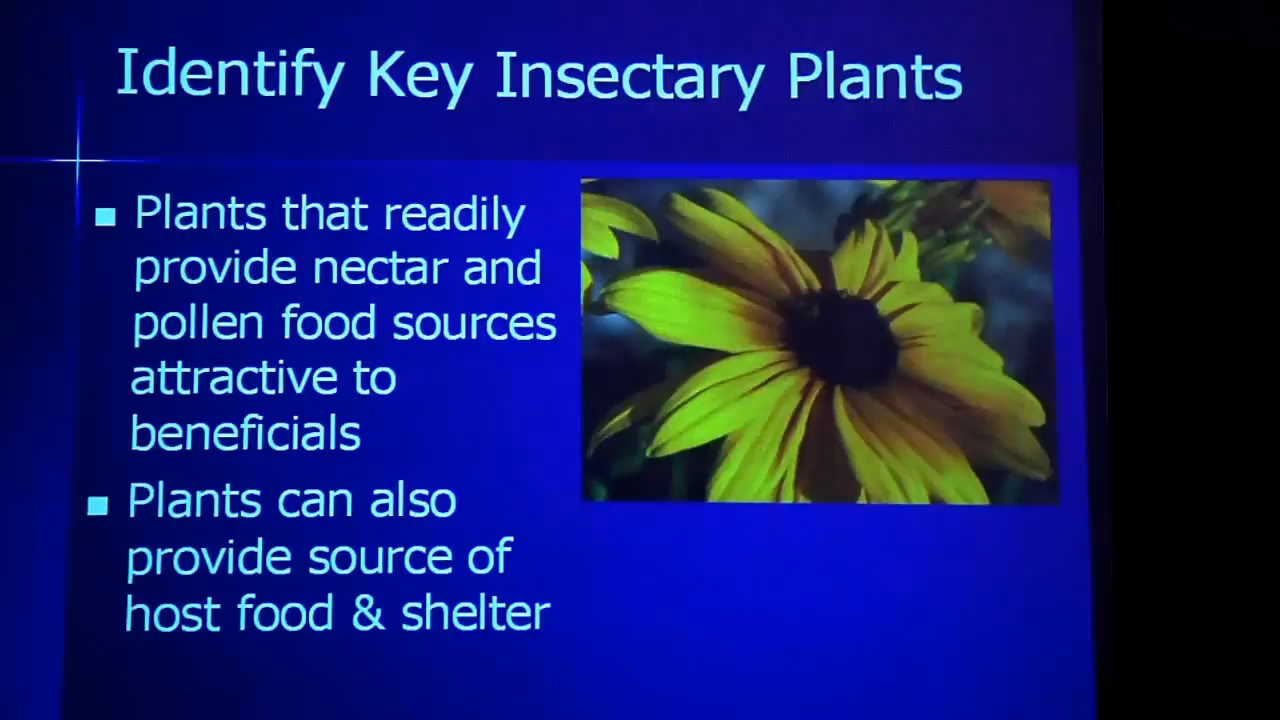 Identify Key Insectary Plants
Plants that readily
provide nectar and
pollen food sources
attractive to
beneficials
Plants can also
provide source of
host food & shelter